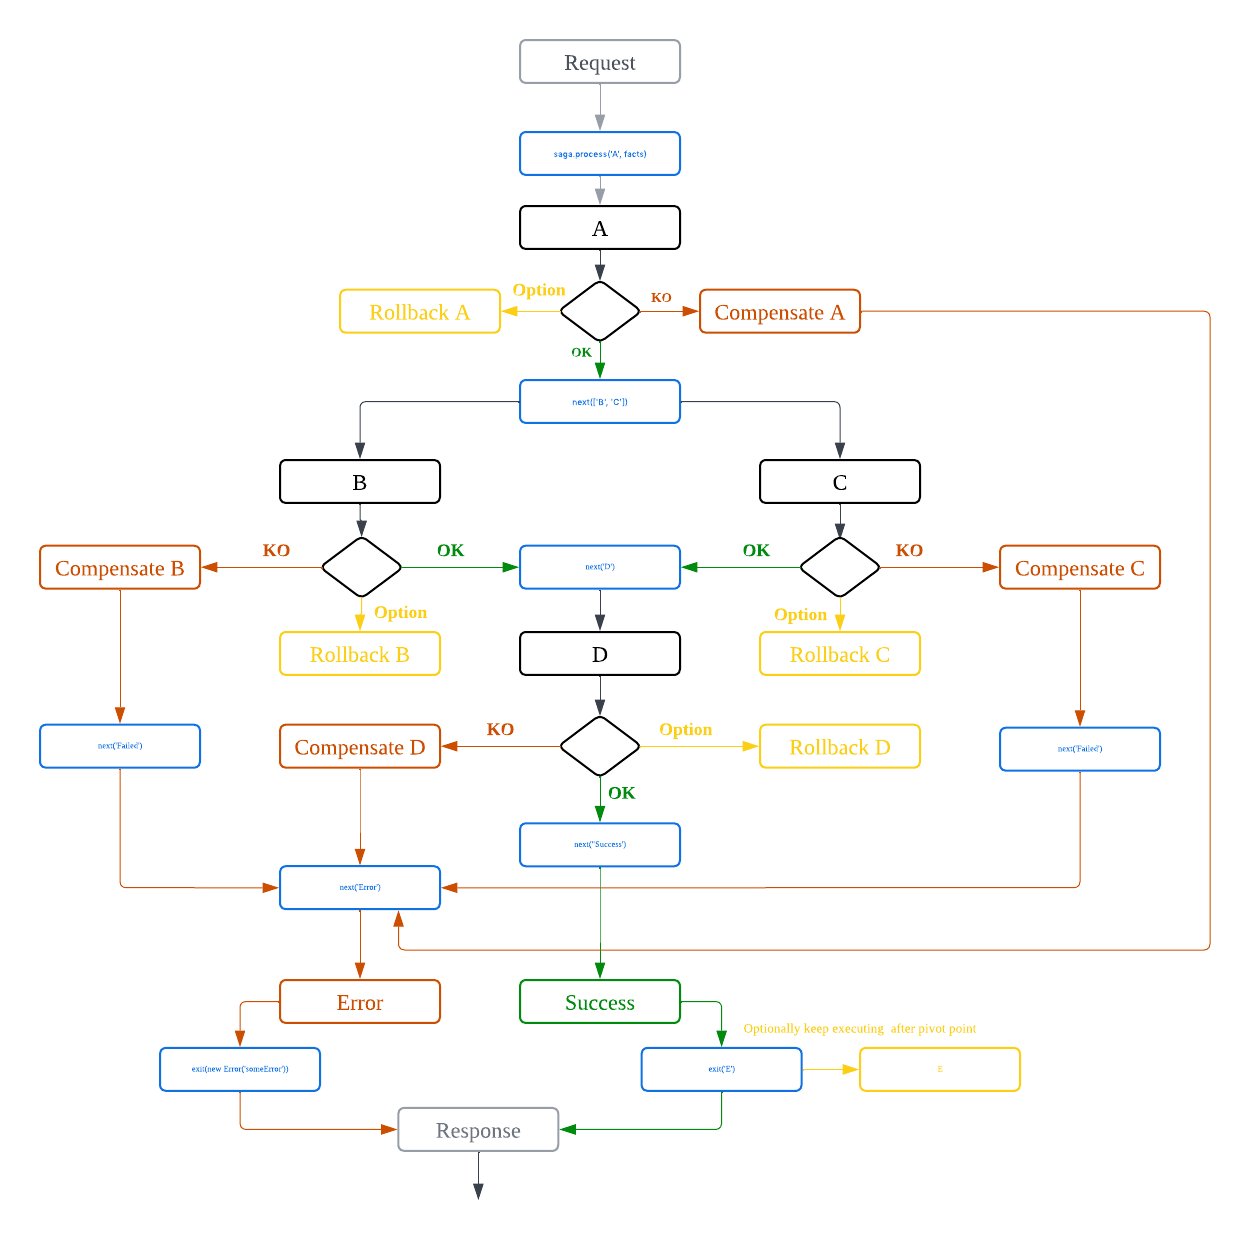 Request
saga.process('A', facts)
A
Option
KO
Rollback A
Compensate A
OK
next(['B', 'C'])
B
C
KO
OK
OK
KO
Compensate B
next('D')
Compensate C
Option
Option
Rollback B
D
Rollback C
KO
Option
next('Failed')
Compensate D
Rollback D
next('Failed')
OK
next(''Success')
next('Error')
Error
Success
Optionally keep executing  after pivot point
exit(new Error('someError'))
exit('E')
E
Response